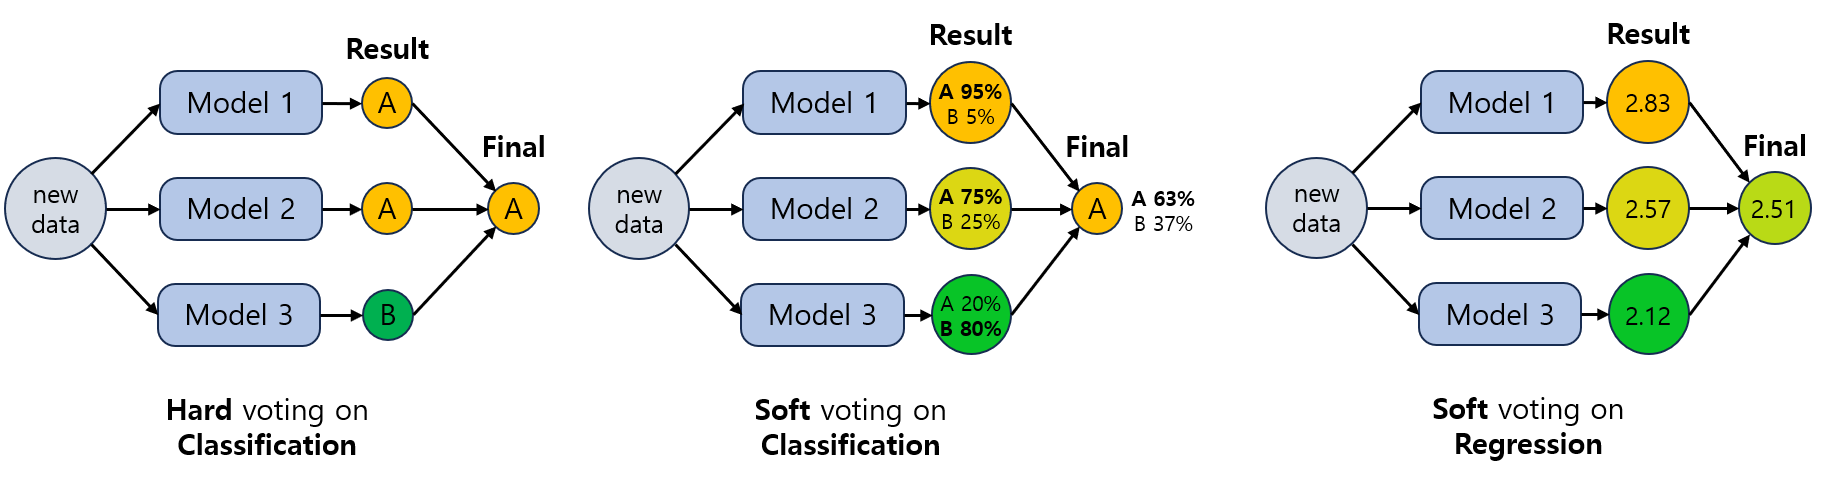 Result
Model 1
A
Final
new
data
Model 2
A
A
Model 3
B
Hard voting on
Classification
Result
Model 1
A 95%
B 5%
Final
new
data
Model 2
A 75%
B 25%
A
A 63%
B 37%
Model 3
A 20%
B 80%
Soft voting on
Classification
Result
Model 1
2.83
Final
new
data
Model 2
2.57
2.51
Model 3
2.12
Soft voting on
Regression